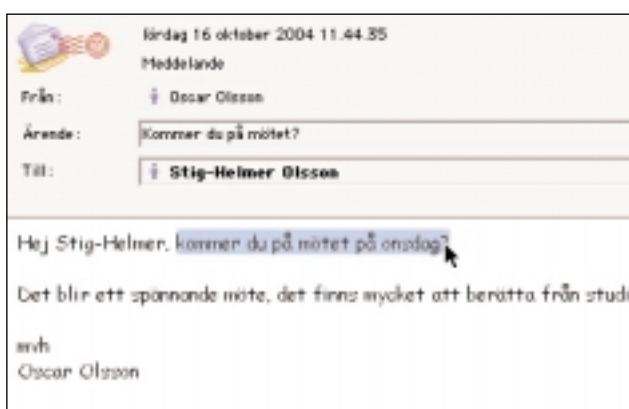 lördag 16 oktober 2004 11.44.35
Meddelande
Från: Oscar Olsson
Ärende: Kommer du på mötet?
Till: Stig-Helmer Olsson
Hej Stig-Helmer, kommer du på mötet på onsdag?
Det blir ett spännande möte, det finns mycket att berätta från studi
mvh
Oscar Olsson